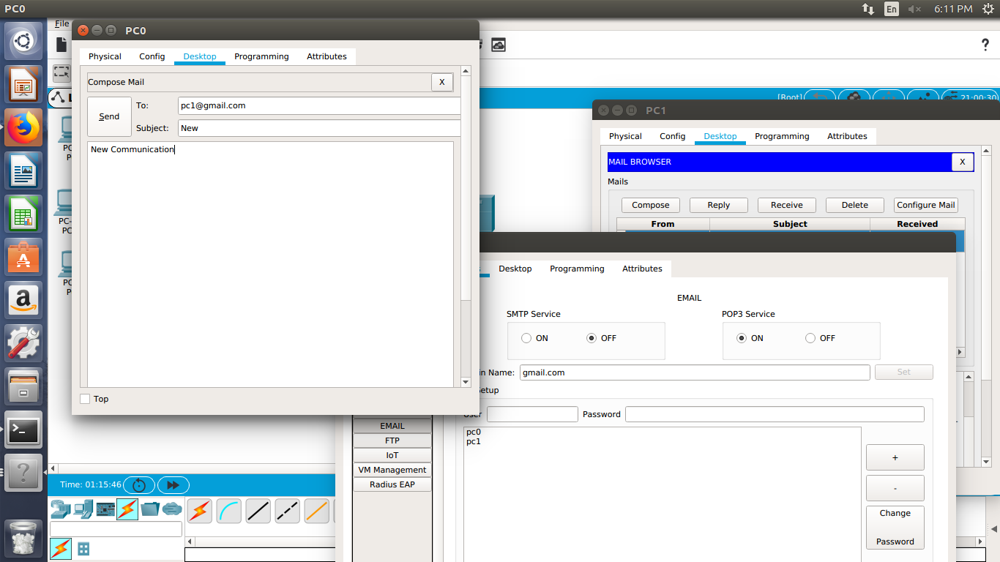 PC0
En
6:11 PM
File
PC0
Physical Config Desktop Programming Attributes
Compose Mail X
Send
To: pc1@gmail.com
Subject: New
New Communication
Top
?
[Root]
21:00:30
PC1
Physical Config Desktop Programming Attributes
MAIL BROWSER X
Mails
Compose Reply Receive Delete Configure Mail
From Subject Received
Desktop Programming Attributes
EMAIL
SMTP Service POP3 Service
ON OFF ON OFF
in Name: gmail.com Set
etup
User Password
pc0
pc1
+
-
Change
Password
EMAIL
FTP
IoT
VM Management
Radius EAP
PC-
PC
Time: 01:15:46